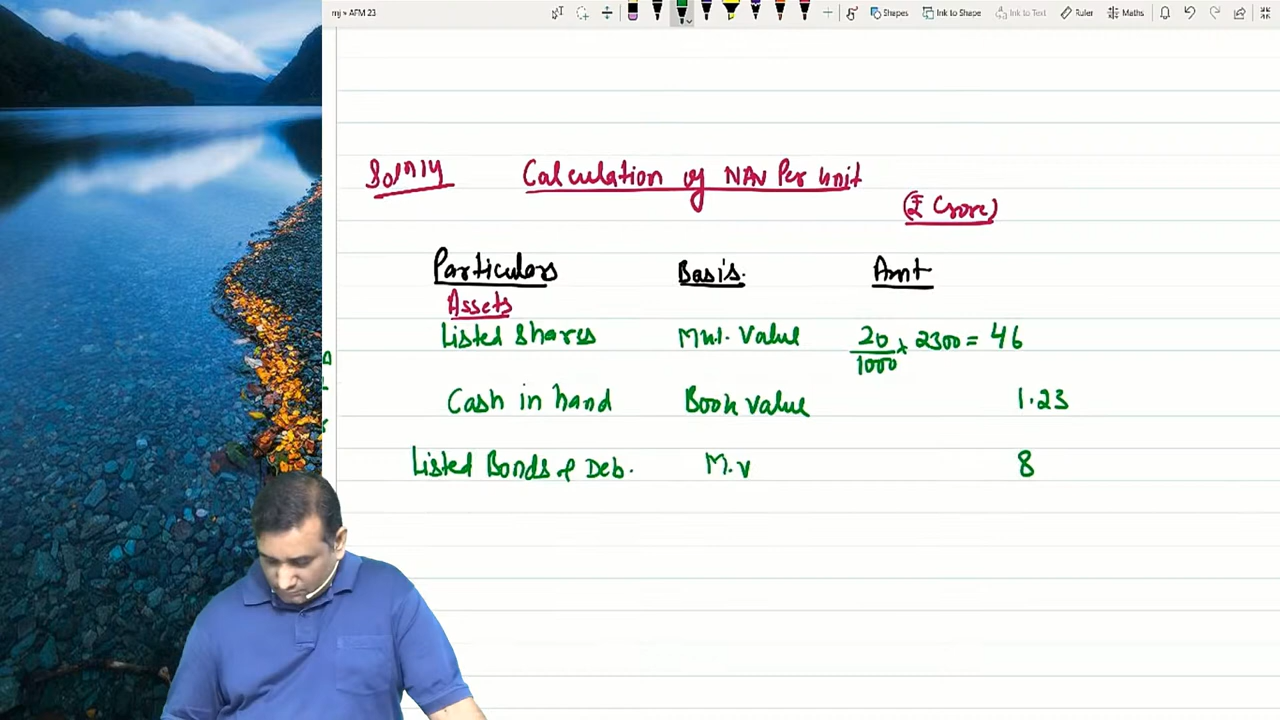 mj » AFM 23
Shapes Ink to Shape Ink to Text Ruler Maths
Calculation of NAV Per Unit
(₹ Crore)
Particulars Basis. Amt
Assets
Listed Shares Mkt. Value 20/1000 × 2300 = 46
Cash in hand Book Value 1.23
Listed Bonds & Deb. M.v 8